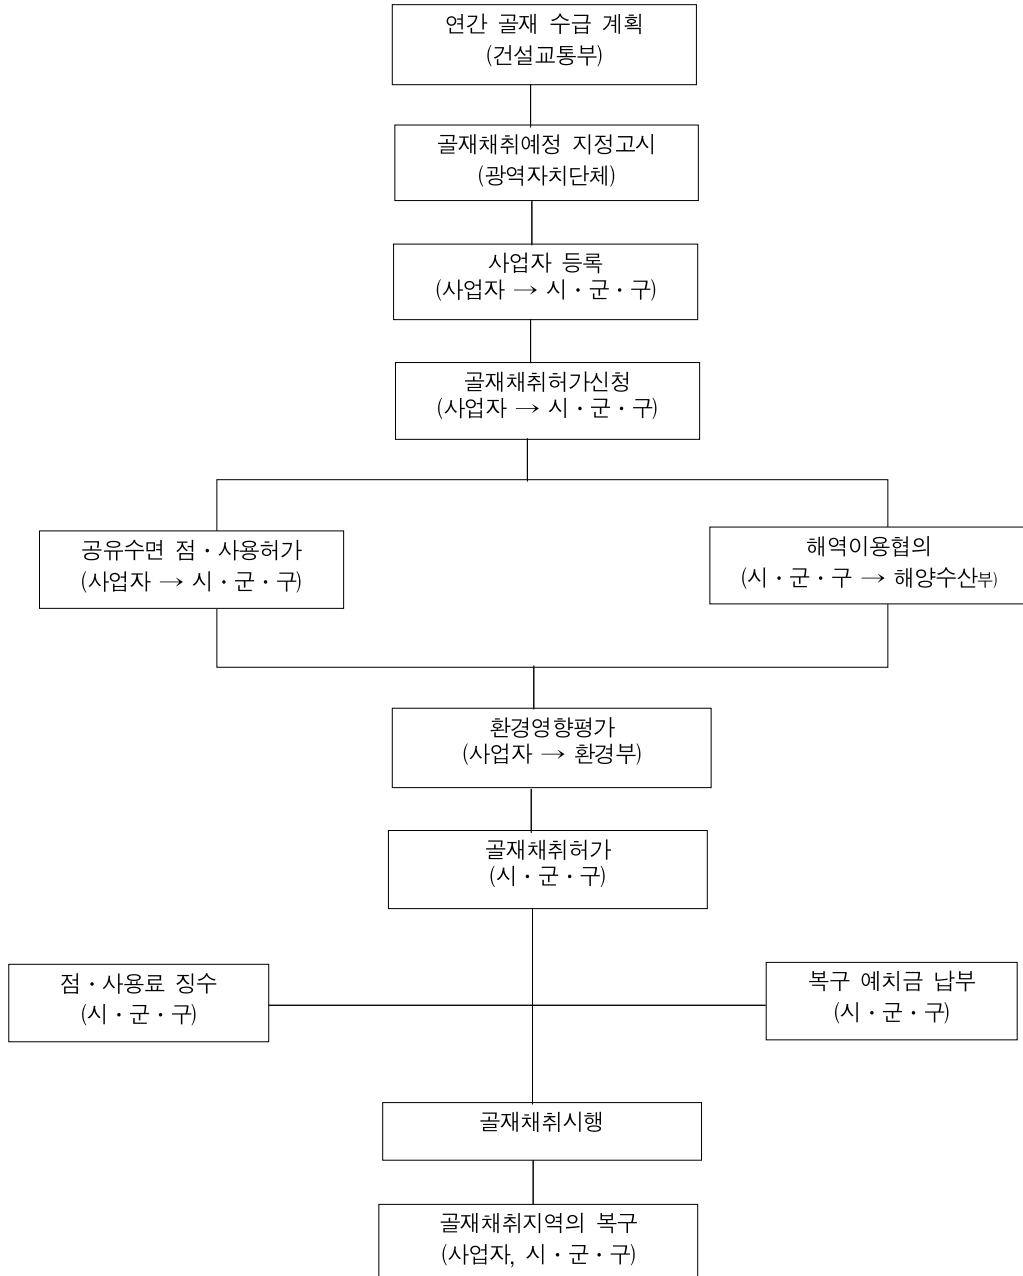 연간 골재 수급 계획
(건설교통부)
골재채취예정 지정고시
(광역자치단체)
사업자 등록
(사업자 → 시·군·구)
골재채취허가신청
(사업자 → 시·군·구)
공유수면 점·사용허가
(사업자 → 시·군·구)
해역이용협의
(시·군·구 → 해양수산부)
환경영향평가
(사업자 → 환경부)
골재채취허가
(시·군·구)
점·사용료 징수
(시·군·구)
복구 예치금 납부
(시·군·구)
골재채취시행
골재채취지역의 복구
(사업자, 시·군·구)